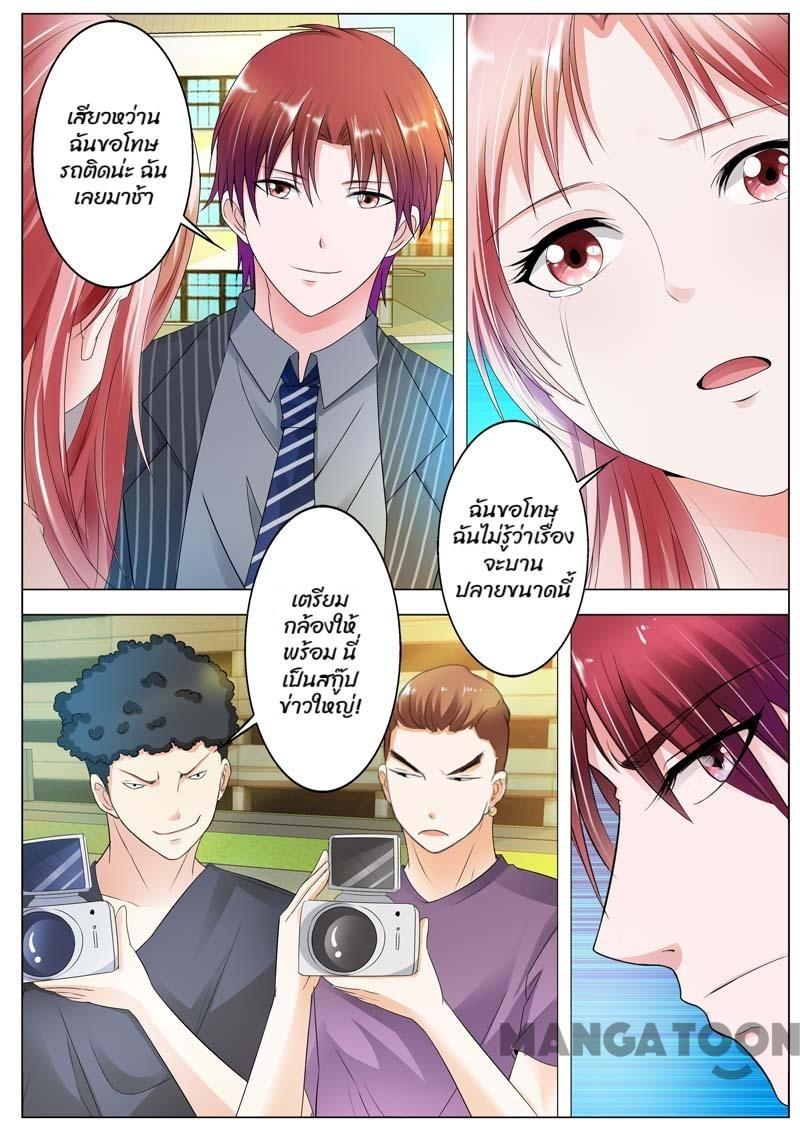 เสียวหว่าน
ฉันขอโทษ
รถติดน่ะ ฉัน
เลยมาช้า
ฉันขอโทษ
ฉันไม่รู้ว่าเรื่อง
จะบาน
ปลายขนาดนี้
เตรียม
กล้องให้
พร้อม นี่
เป็นสกู๊ป
ข่าวใหญ่!
MANGATOON